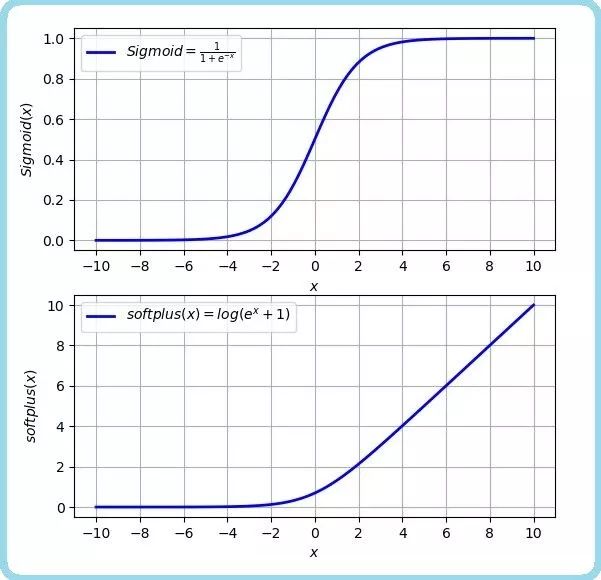 1.0
0.8
0.6
0.4
0.2
0.0
Sigmoid(x)
Sigmoid = 1/(1 + e^{-x})
−10 −8 −6 −4 −2 0 2 4 6 8 10
x
10
8
6
4
2
0
softplus(x)
softplus(x) = log(e^x + 1)
−10 −8 −6 −4 −2 0 2 4 6 8 10
x